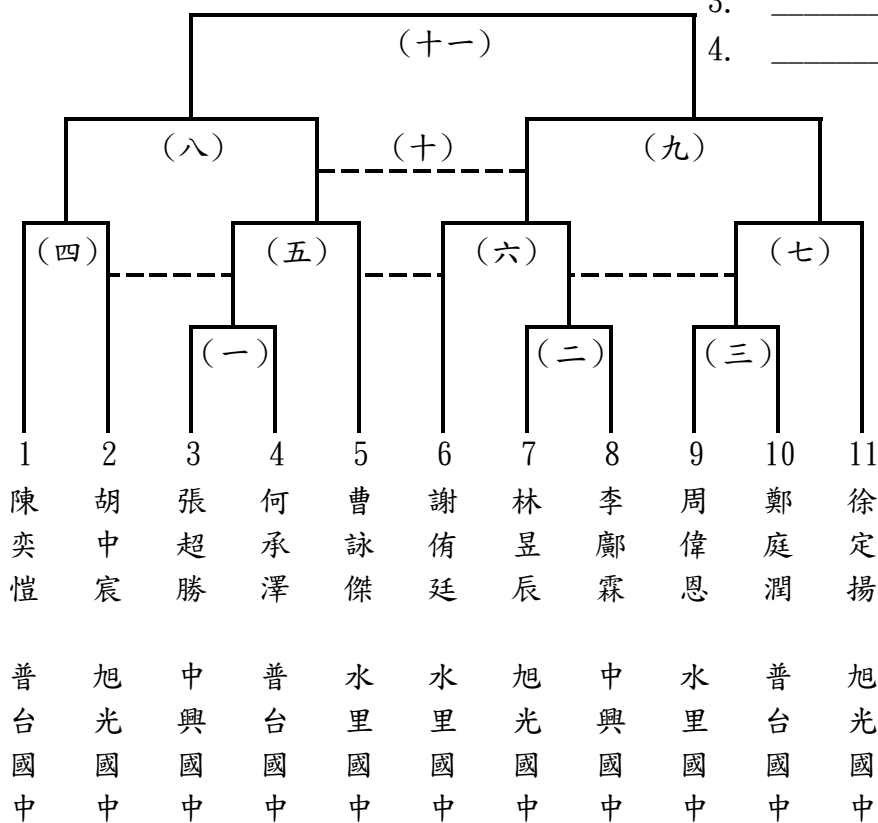 3. ________
（十一）
4. ________
（八） （十） （九）
（四） （五） （六） （七）
（一） （二） （三）
1 2 3 4 5 6 7 8 9 10 11
陳奕愷 普台國中
胡中宸 旭光國中
張超勝 中興國中
何承澤 普台國中
曹詠傑 水里國中
謝侑廷 水里國中
林昱辰 旭光國中
李鄺霖 中興國中
周偉恩 水里國中
鄭庭潤 普台國中
徐定揚 旭光國中